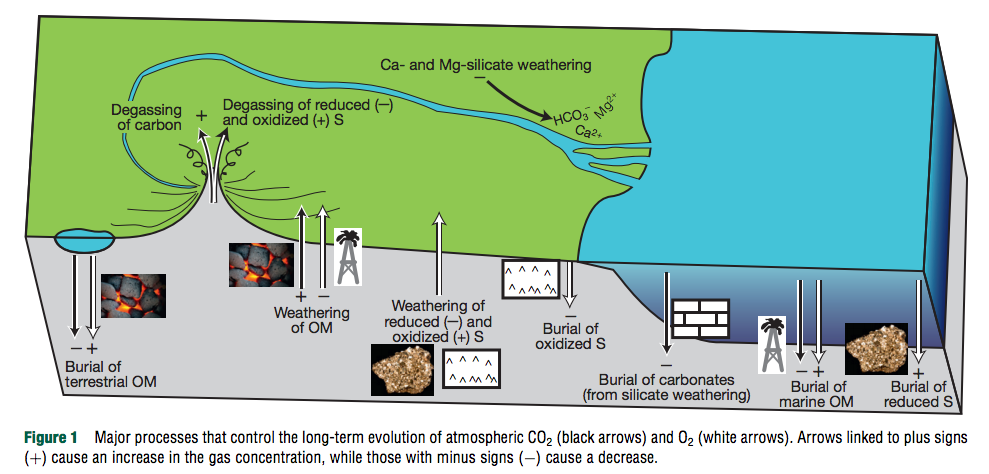 Ca- and Mg-silicate weathering
−
HCO₃⁻ Mg²⁺
Ca²⁺
Degassing
of carbon
+
Degassing of reduced (−)
and oxidized (+) S
− +
Burial of
terrestrial OM
+ −
Weathering
of OM
Weathering of
reduced (−) and
oxidized (+) S
−
Burial of
oxidized S
−
Burial of carbonates
(from silicate weathering)
− +
Burial of
marine OM
+
Burial of
reduced S
Figure 1 Major processes that control the long-term evolution of atmospheric CO₂ (black arrows) and O₂ (white arrows). Arrows linked to plus signs
(+) cause an increase in the gas concentration, while those with minus signs (−) cause a decrease.